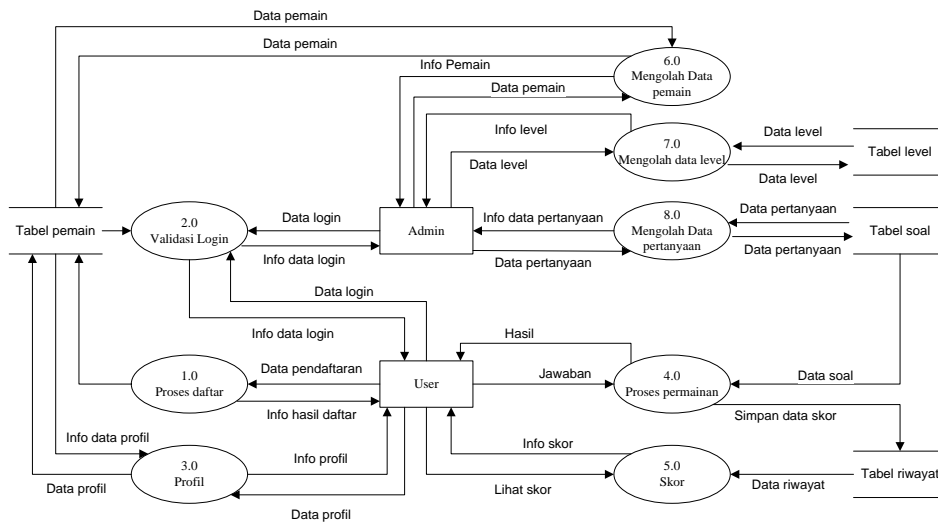 Data pemain
Data pemain
Info Pemain
Data pemain
6.0
Mengolah Data
pemain
Info level
Data level
7.0
Mengolah data level
Data level
Data level
Tabel level
Tabel pemain
2.0
Validasi Login
Data login
Info data login
Admin
Info data pertanyaan
Data pertanyaan
8.0
Mengolah Data
pertanyaan
Data pertanyaan
Data pertanyaan
Tabel soal
Data login
Info data login
Hasil
1.0
Proses daftar
Data pendaftaran
Info hasil daftar
User
Jawaban
4.0
Proses permainan
Data soal
Simpan data skor
Info data profil
Data profil
3.0
Profil
Info profil
Data profil
Info skor
Lihat skor
5.0
Skor
Data riwayat
Tabel riwayat